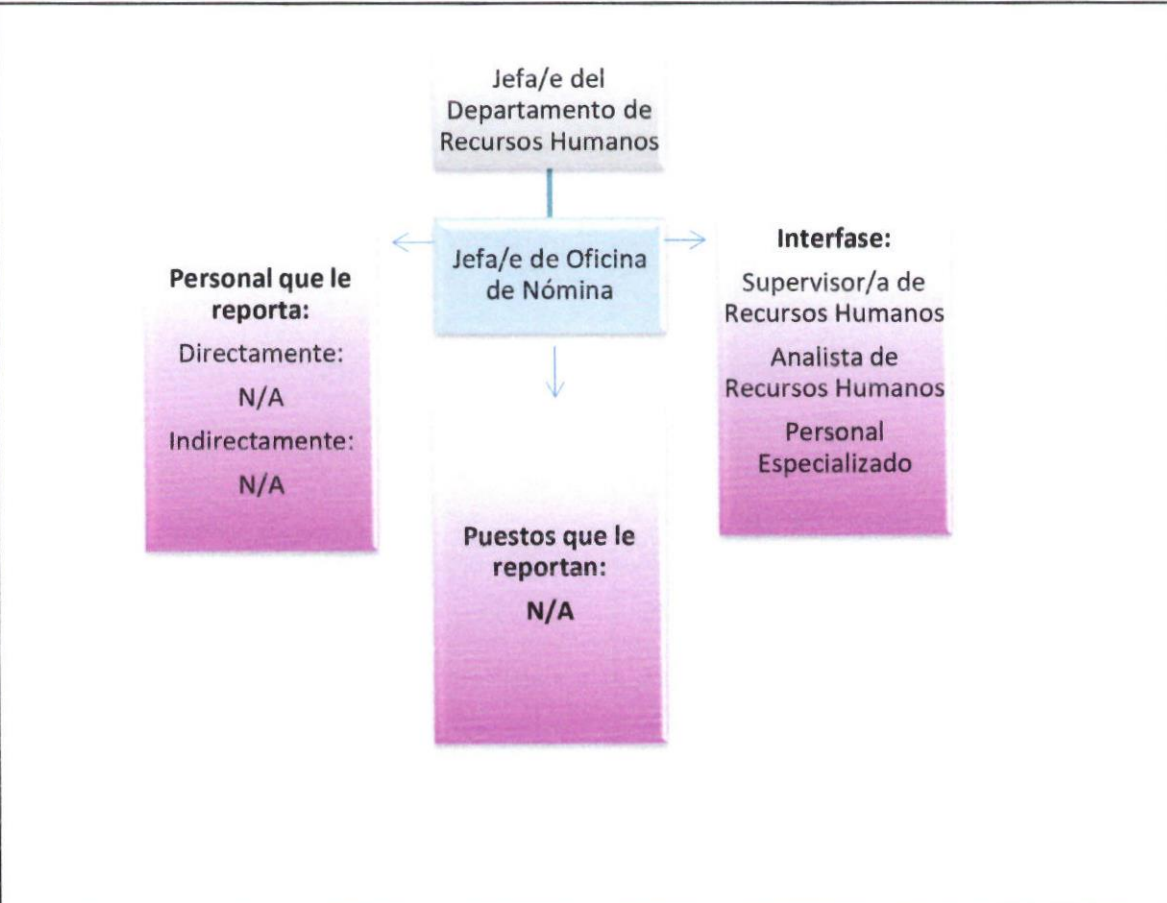 Jefa/e del
Departamento de
Recursos Humanos
Jefa/e de Oficina
de Nómina
Personal que le
reporta:
Directamente:
N/A
Indirectamente:
N/A
Interfase:
Supervisor/a de
Recursos Humanos
Analista de
Recursos Humanos
Personal
Especializado
Puestos que le
reportan:
N/A